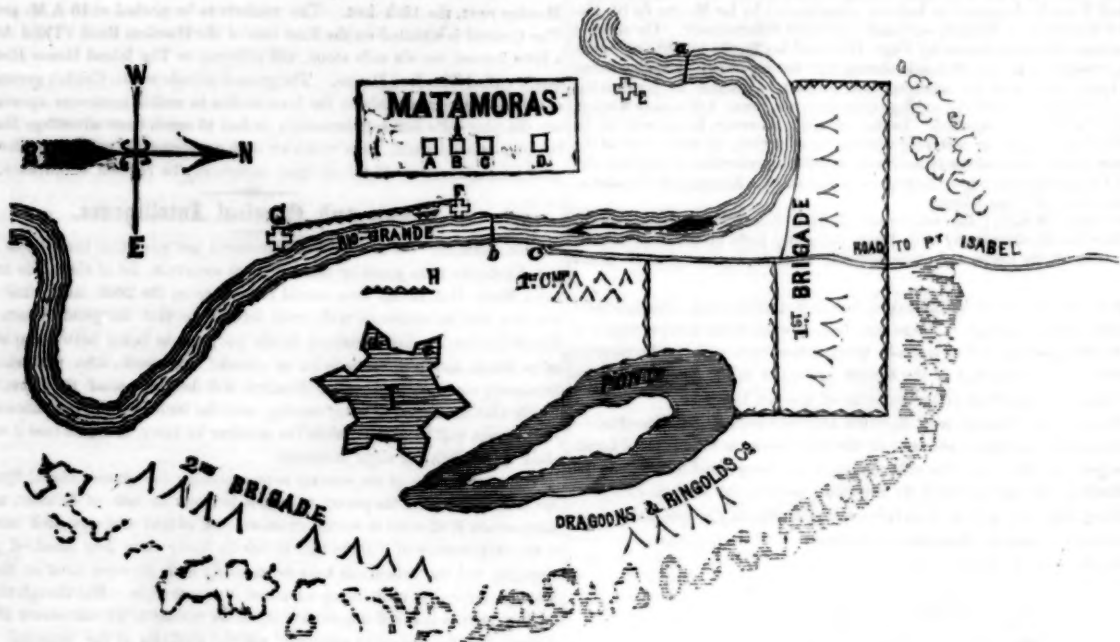 W
S N
E
MATAMORAS
A B C D.
E
a
F
G
RIO GRANDE
b
c
ROAD TO PT ISABEL
H
1ST BRIGADE
POND
I
2ND BRIGADE
DRAGOONS & RINGOLDS Co